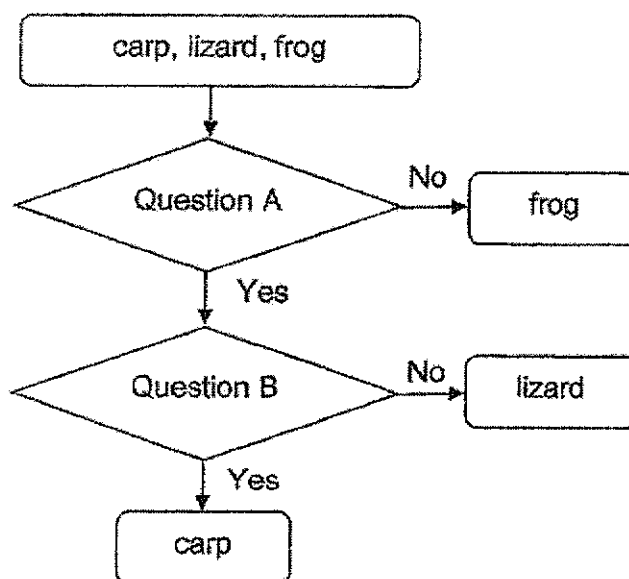 carp, lizard, frog
Question A
No
frog
Yes
Question B
No
lizard
Yes
carp